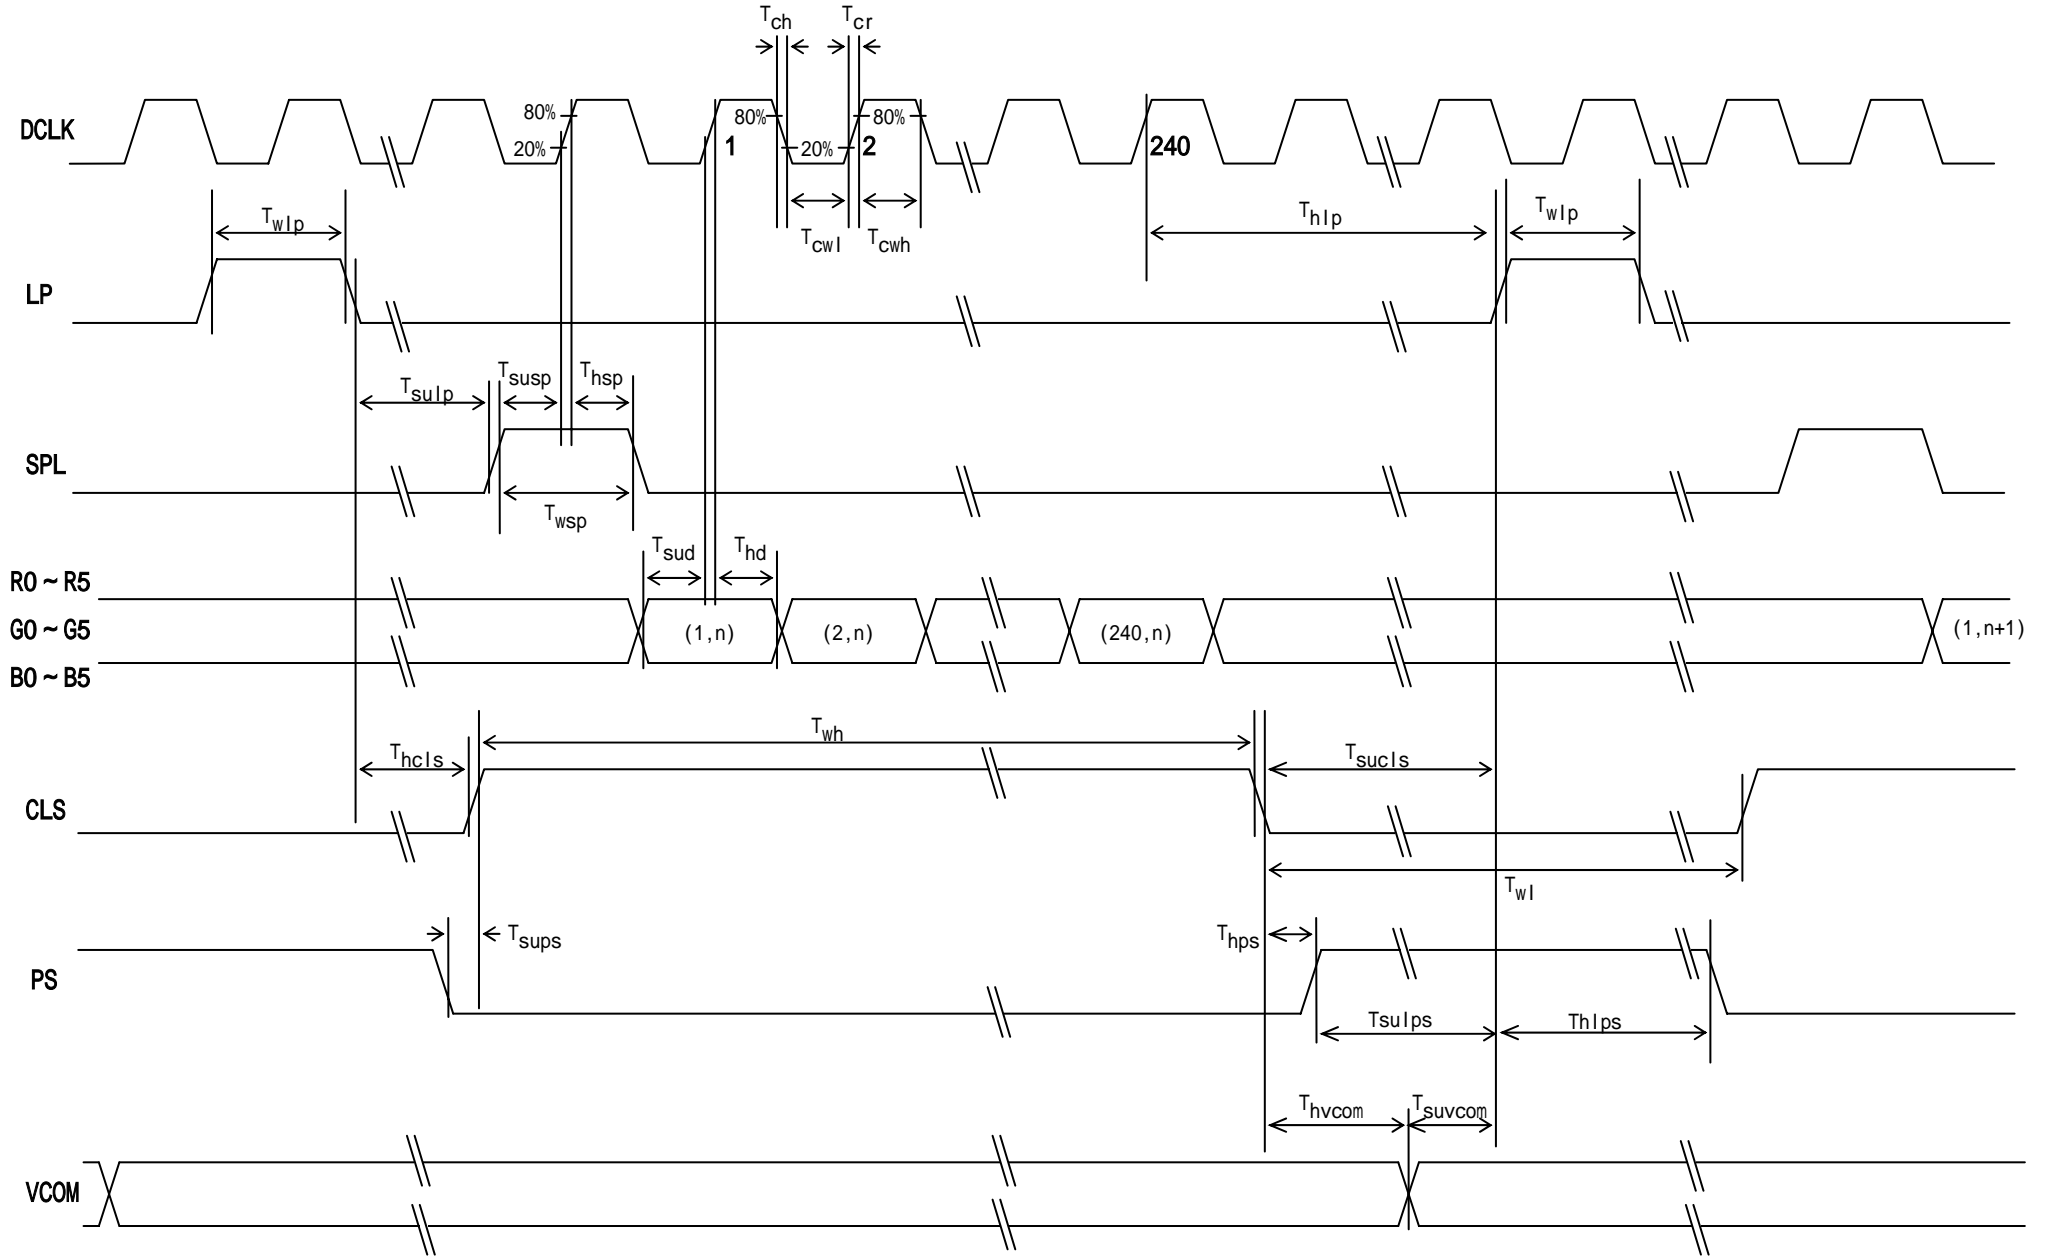 Tch
Tcr
DCLK
80%
20%
80%
1
20%
2
80%
240
Twlp
Tcwl
Tcwh
Thlp
Twlp
LP
Tsulp
Tsusp
Thsp
SPL
Twsp
Tsud
Thd
R0~R5
G0~G5
B0~B5
(1,n)
(2,n)
(240,n)
(1,n+1)
Twh
Thcls
Tsucls
CLS
Twl
Tsups
Thps
PS
Tsulps
Thlps
Thvcom
Tsuvcom
VCOM